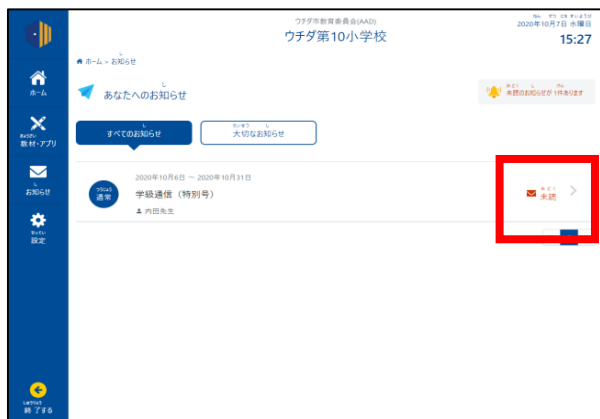 ウチダ市教育委員会(AAD)
ウチダ第10小学校
2020年10月7日 水曜日
15:27
ホーム > お知らせ
ホーム
教材・アプリ
お知らせ
設定
終了する
あなたへのお知らせ
未読のお知らせが1件あります
すべてのお知らせ
大切なお知らせ
通常
2020年10月6日 ～ 2020年10月31日
学級通信（特別号）
内田先生
未読